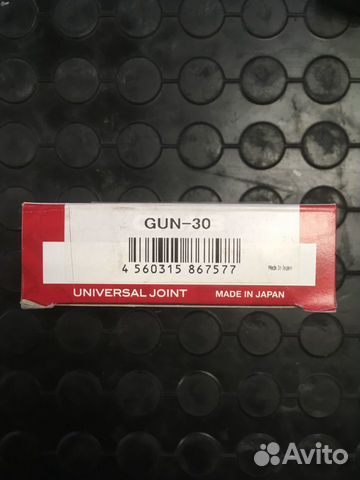 GUN-30
4 560315 867577
Made In Japan
UNIVERSAL JOINT MADE IN JAPAN
Avito